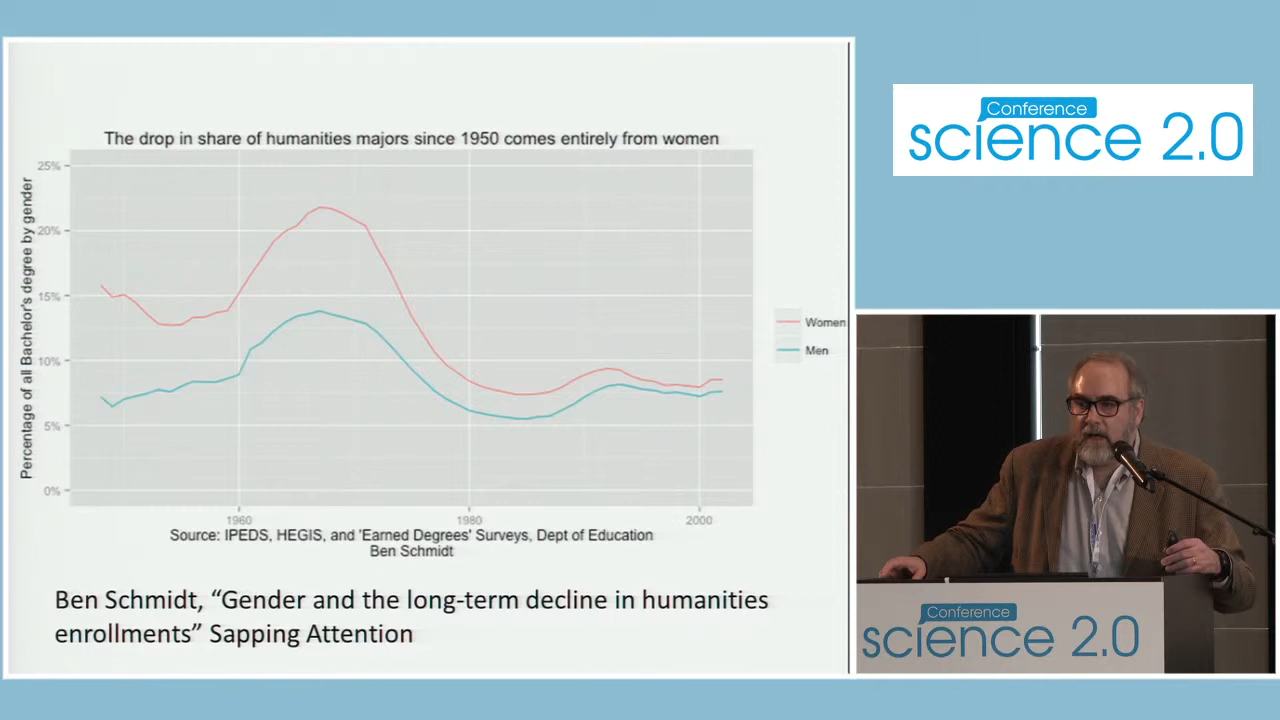 The drop in share of humanities majors since 1950 comes entirely from women
Percentage of all Bachelor's degree by gender
25%
20%
15%
10%
5%
0%
1960
1980
2000
Women
Men
Source: IPEDS, HEGIS, and 'Earned Degrees' Surveys, Dept of Education
Ben Schmidt
Ben Schmidt, “Gender and the long-term decline in humanities
enrollments” Sapping Attention
Conference
science 2.0
Conference
science 2.0